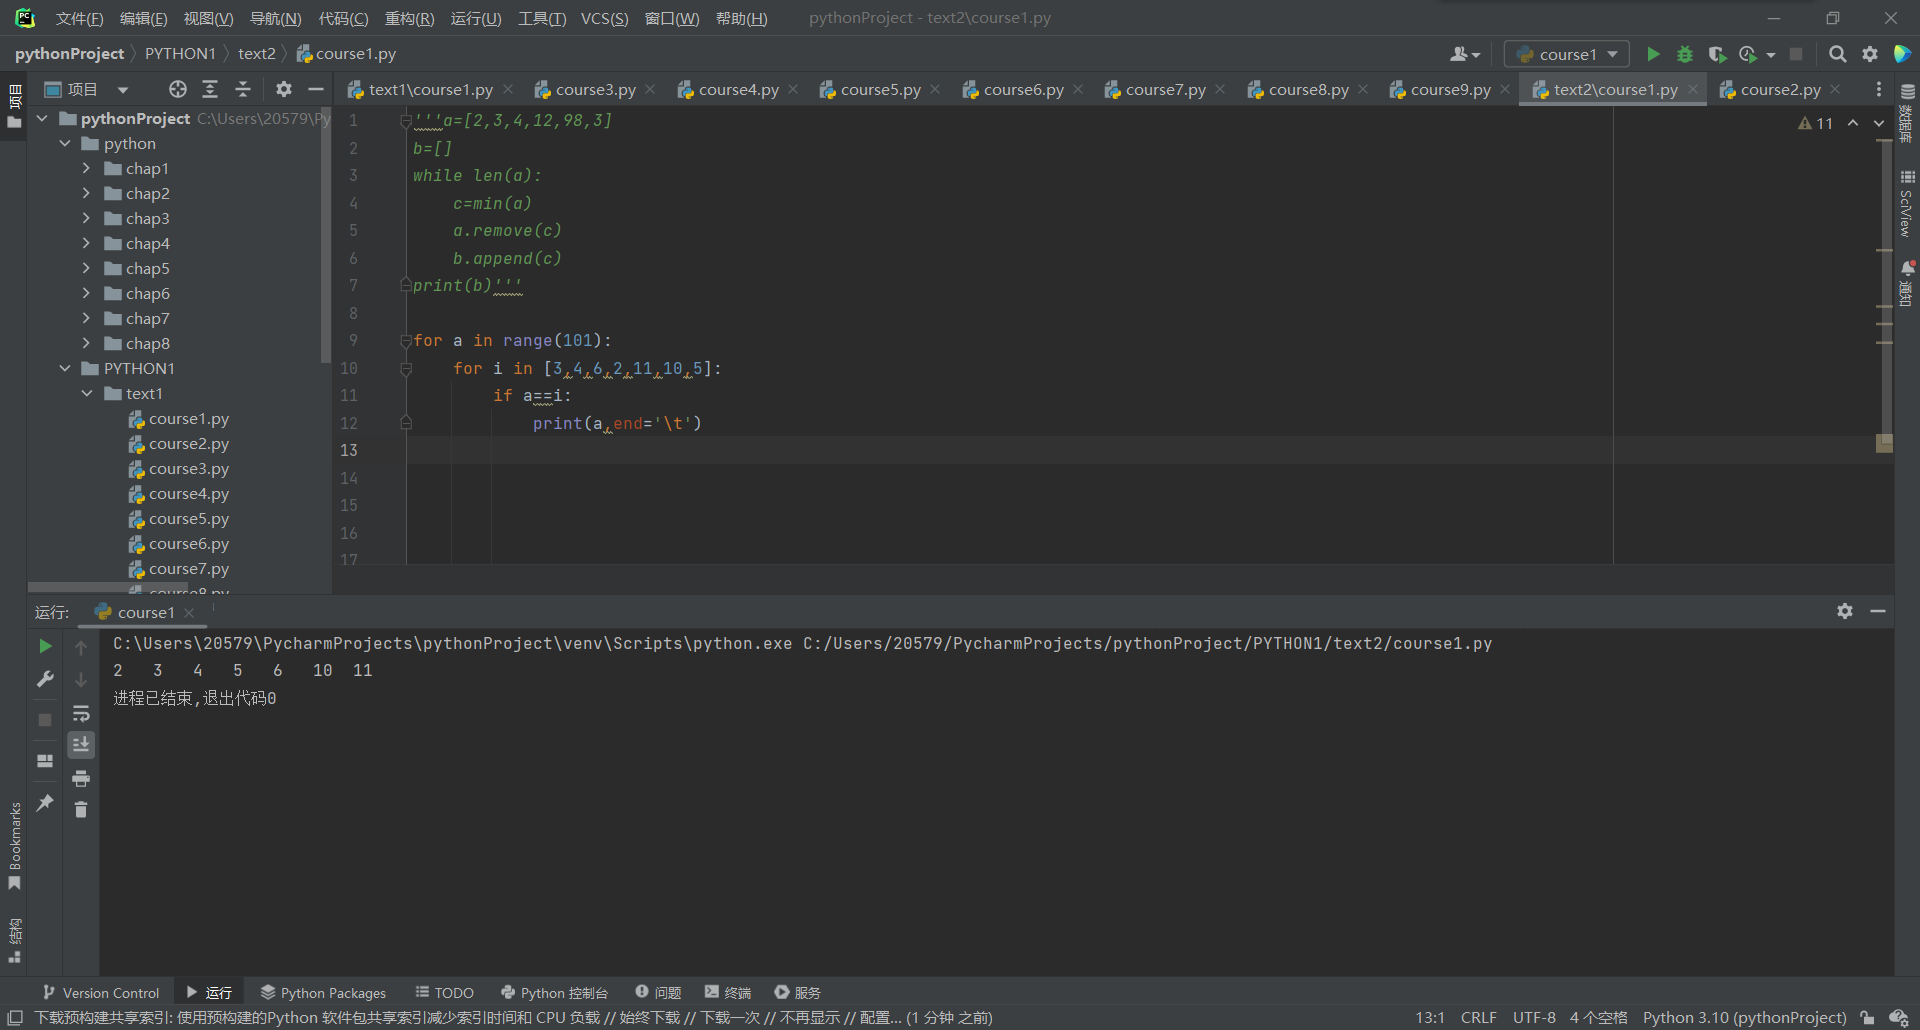 文件(F) 编辑(E) 视图(V) 导航(N) 代码(C) 重构(R) 运行(U) 工具(T) VCS(S) 窗口(W) 帮助(H) pythonProject - text2\course1.py
pythonProject PYTHON1 text2 course1.py course1
项目
text1\course1.py course3.py course4.py course5.py course6.py course7.py course8.py course9.py text2\course1.py course2.py
项目
pythonProject C:\Users\20579\Py
python
chap1
chap2
chap3
chap4
chap5
chap6
chap7
chap8
PYTHON1
text1
course1.py
course2.py
course3.py
course4.py
course5.py
course6.py
course7.py
course8.py
1 '''a=[2,3,4,12,98,3]
2 b=[]
3 while len(a):
4 c=min(a)
5 a.remove(c)
6 b.append(c)
7 print(b)'''
8
9 for a in range(101):
10 for i in [3,4,6,2,11,10,5]:
11 if a==i:
12 print(a,end='\t')
13
14
15
16
17
11
数据库
SciView
通知
运行: course1
C:\Users\20579\PycharmProjects\pythonProject\venv\Scripts\python.exe C:/Users/20579/PycharmProjects/pythonProject/PYTHON1/text2/course1.py
2 3 4 5 6 10 11
进程已结束,退出代码0
Bookmarks
结构
Version Control 运行 Python Packages TODO Python 控制台 问题 终端 服务
下载预构建共享索引: 使用预构建的Python 软件包共享索引减少索引时间和 CPU 负载 // 始终下载 // 下载一次 // 不再显示 // 配置... (1 分钟 之前) 13:1 CRLF UTF-8 4 个空格 Python 3.10 (pythonProject)